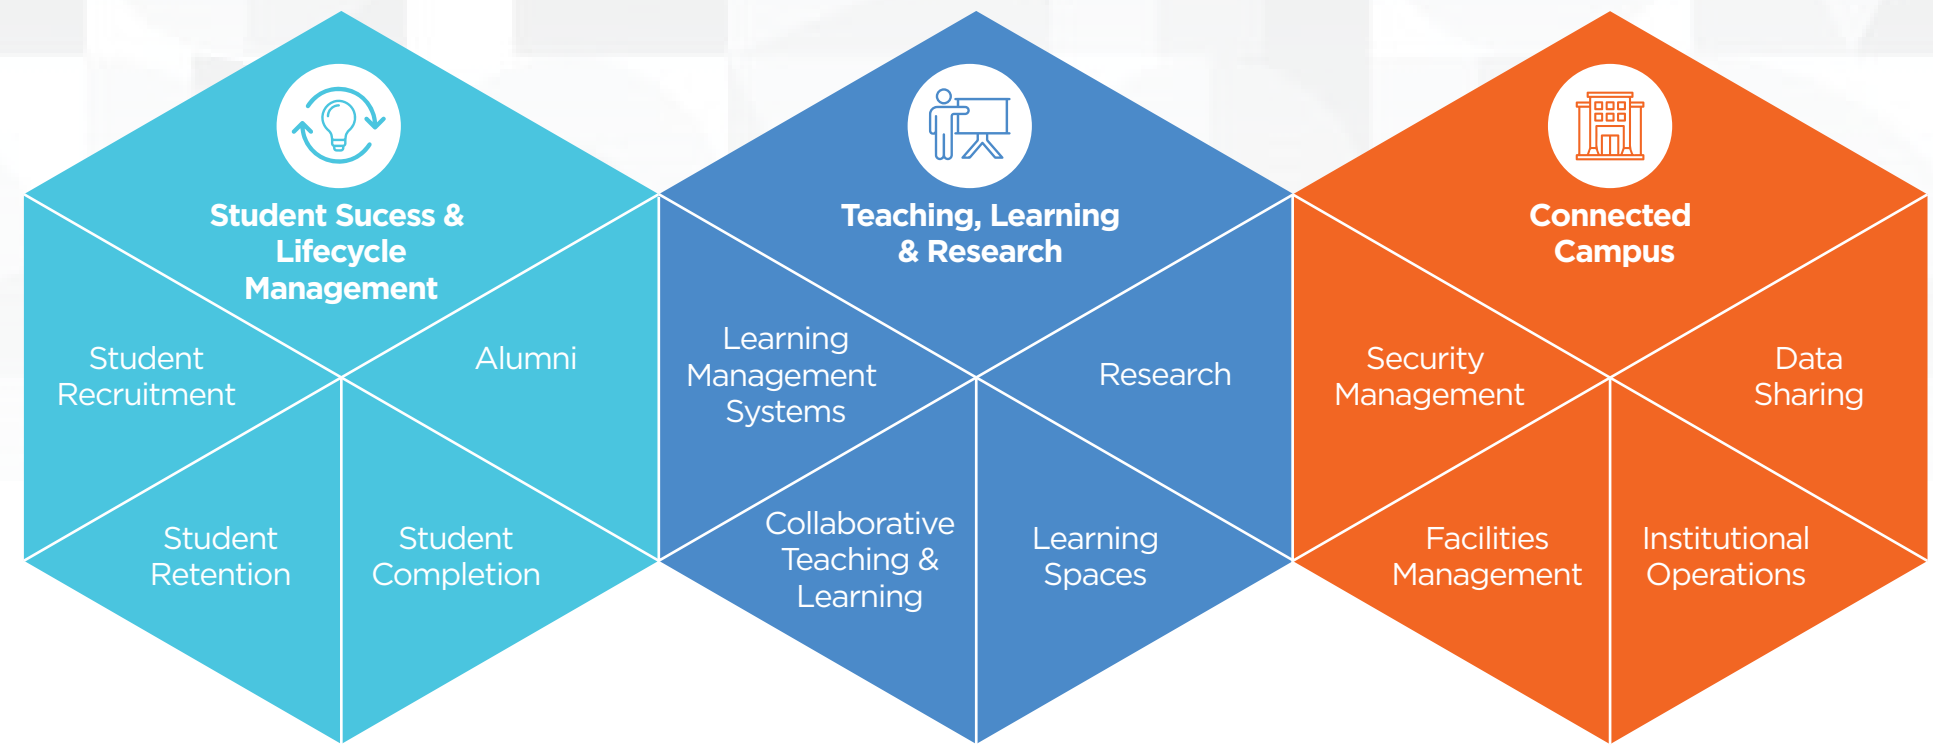 Student Sucess &
Lifecycle
Management
Student
Recruitment
Alumni
Student
Retention
Student
Completion
Teaching, Learning
& Research
Learning
Management
Systems
Research
Collaborative
Teaching &
Learning
Learning
Spaces
Connected
Campus
Security
Management
Data
Sharing
Facilities
Management
Institutional
Operations